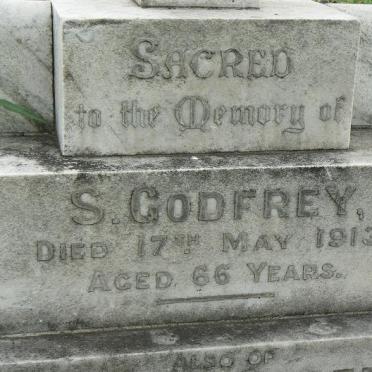 SACRED
to the Memory of
S. GODFREY,
DIED 17TH MAY 1913
AGED 66 YEARS.
ALSO OF